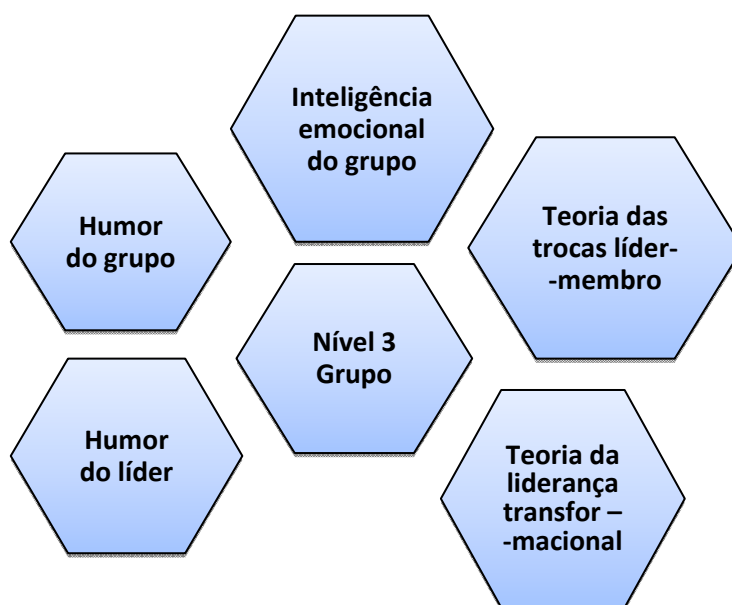 Inteligência
emocional
do grupo
Humor
do grupo
Teoria das
trocas líder-
-membro
Nível 3
Grupo
Humor
do líder
Teoria da
liderança
transfor –
-macional